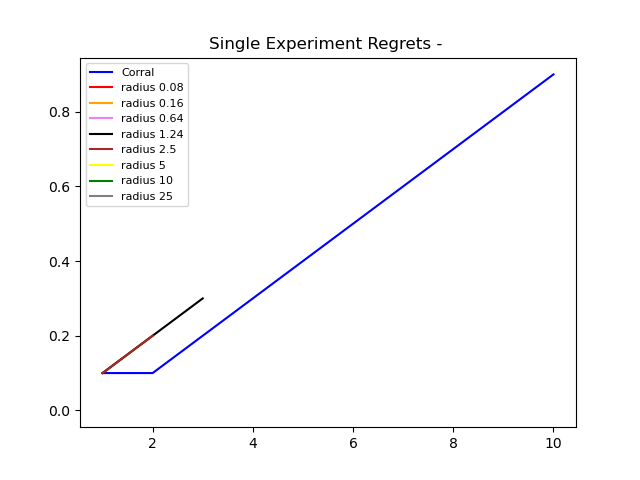 Single Experiment Regrets -
Corral
radius 0.08
radius 0.16
radius 0.64
radius 1.24
radius 2.5
radius 5
radius 10
radius 25
0.8
0.6
0.4
0.2
0.0
2 4 6 8 10